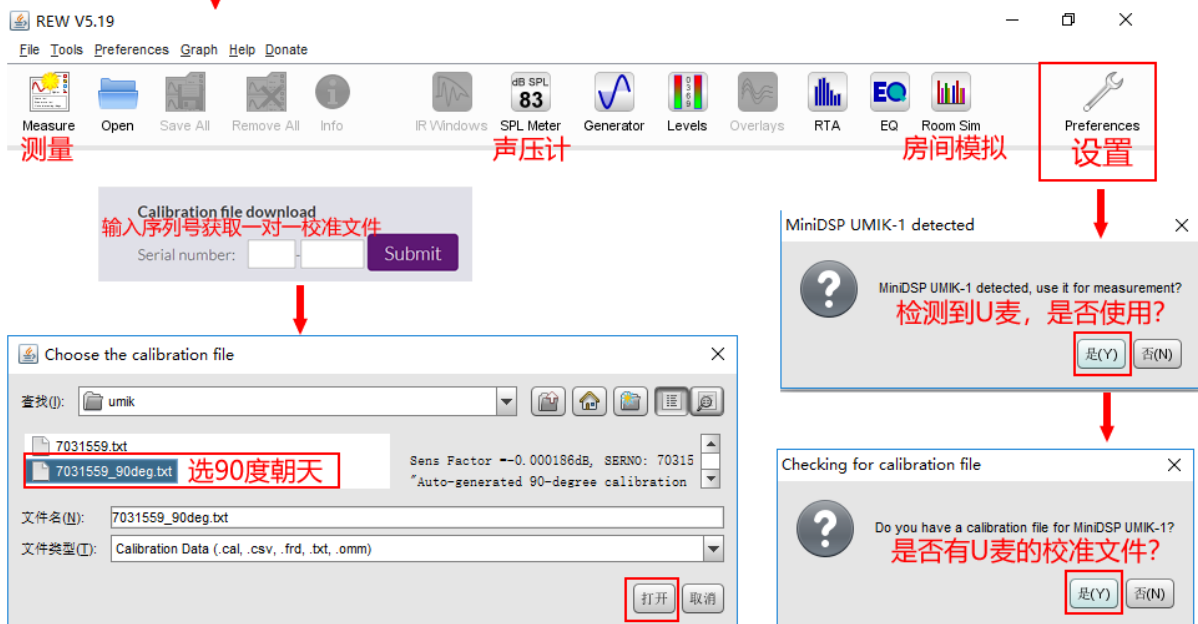 REW V5.19
File Tools Preferences Graph Help Donate
dB SPL
83
0 3 6 9
EQ
Measure Open Save All Remove All Info IR Windows SPL Meter Generator Levels Overlays RTA EQ Room Sim Preferences
测量 声压计 房间模拟 设置
Calibration file download
输入序列号获取一对一校准文件
Serial number: - Submit
MiniDSP UMIK-1 detected
MiniDSP UMIK-1 detected, use it for measurement?
检测到U麦，是否使用？
是(Y) 否(N)
Choose the calibration file
查找(I): umik
7031559.txt
7031559_90deg.txt 选90度朝天
Sens Factor =-0.000186dB, SERNO: 70315
"Auto-generated 90-degree calibration
文件名(N): 7031559_90deg.txt
文件类型(T): Calibration Data (.cal, .csv, .frd, .txt, .omm)
打开 取消
Checking for calibration file
Do you have a calibration file for MiniDSP UMIK-1?
是否有U麦的校准文件？
是(Y) 否(N)